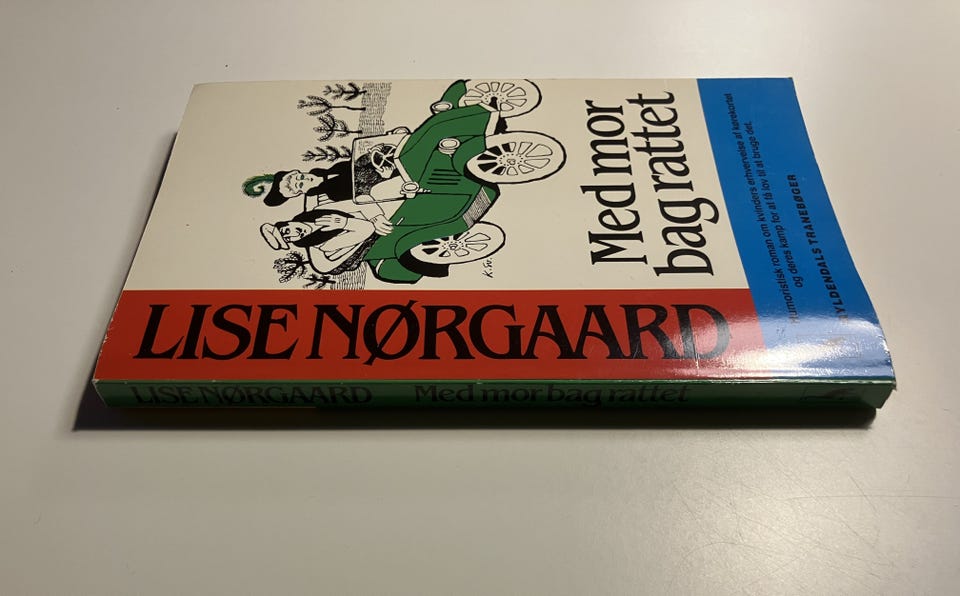 LISE NØRGAARD
Med mor
bag rattet
K.W.
Humoristisk roman om kvinders erhvervelse af kørekortet
og deres kamp for at få lov til at bruge det.
GYLDENDALS TRANEBØGER
LISE NØRGAARD Med mor bag rattet